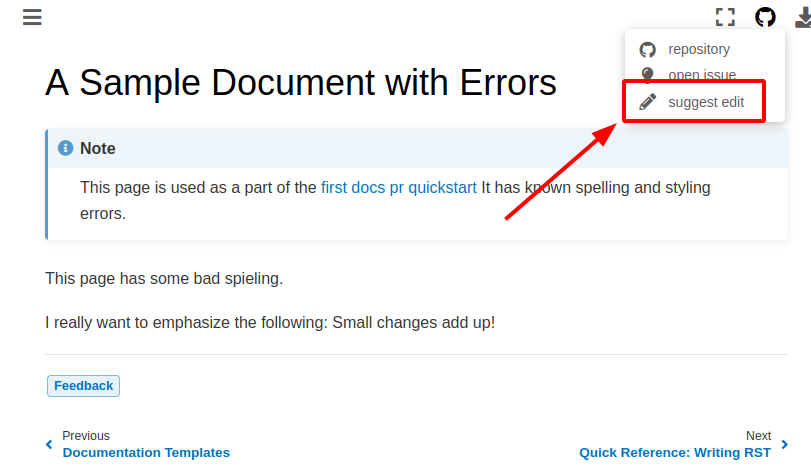 repository
open issue
suggest edit
A Sample Document with Errors
Note
This page is used as a part of the first docs pr quickstart It has known spelling and styling
errors.
This page has some bad spieling.
I really want to emphasize the following: Small changes add up!
Feedback
Previous
Documentation Templates
Next
Quick Reference: Writing RST